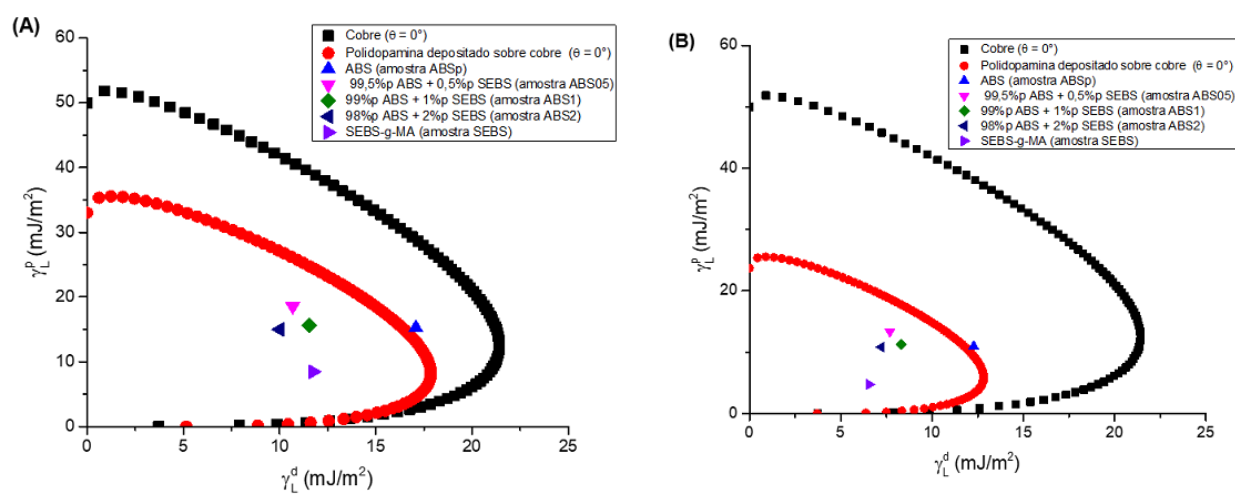 (A)
Cobre (θ = 0°)
Polidopamina depositado sobre cobre (θ = 0°)
ABS (amostra ABSp)
99,5%p ABS + 0,5%p SEBS (amostra ABS05)
99%p ABS + 1%p SEBS (amostra ABS1)
98%p ABS + 2%p SEBS (amostra ABS2)
SEBS-g-MA (amostra SEBS)
60
50
40
30
20
10
0
γLp (mJ/m²)
0 5 10 15 20 25
γLd (mJ/m²)
(B)
Cobre (θ = 0°)
Polidopamina depositado sobre cobre (θ = 0°)
ABS (amostra ABSp)
99,5%p ABS + 0,5%p SEBS (amostra ABS05)
99%p ABS + 1%p SEBS (amostra ABS1)
98%p ABS + 2%p SEBS (amostra ABS2)
SEBS-g-MA (amostra SEBS)
60
40
20
0
γLp (mJ/m²)
0 5 10 15 20 25
γLd (mJ/m²)